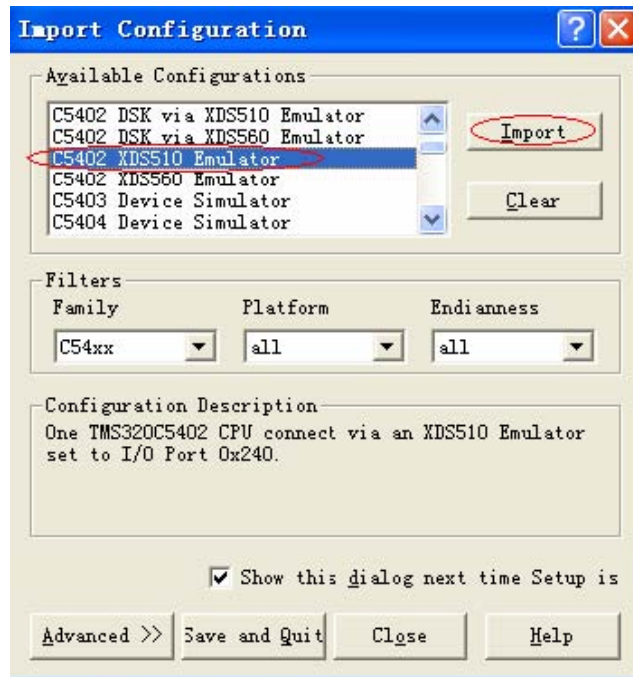 Import Configuration
Available Configurations
C5402 DSK via XDS510 Emulator
C5402 DSK via XDS560 Emulator
C5402 XDS510 Emulator
C5402 XDS560 Emulator
C5403 Device Simulator
C5404 Device Simulator
Import
Clear
Filters
Family Platform Endianness
C54xx all all
Configuration Description
One TMS320C5402 CPU connect via an XDS510 Emulator
set to I/O Port 0x240.
Show this dialog next time Setup is
Advanced >> Save and Quit Close Help